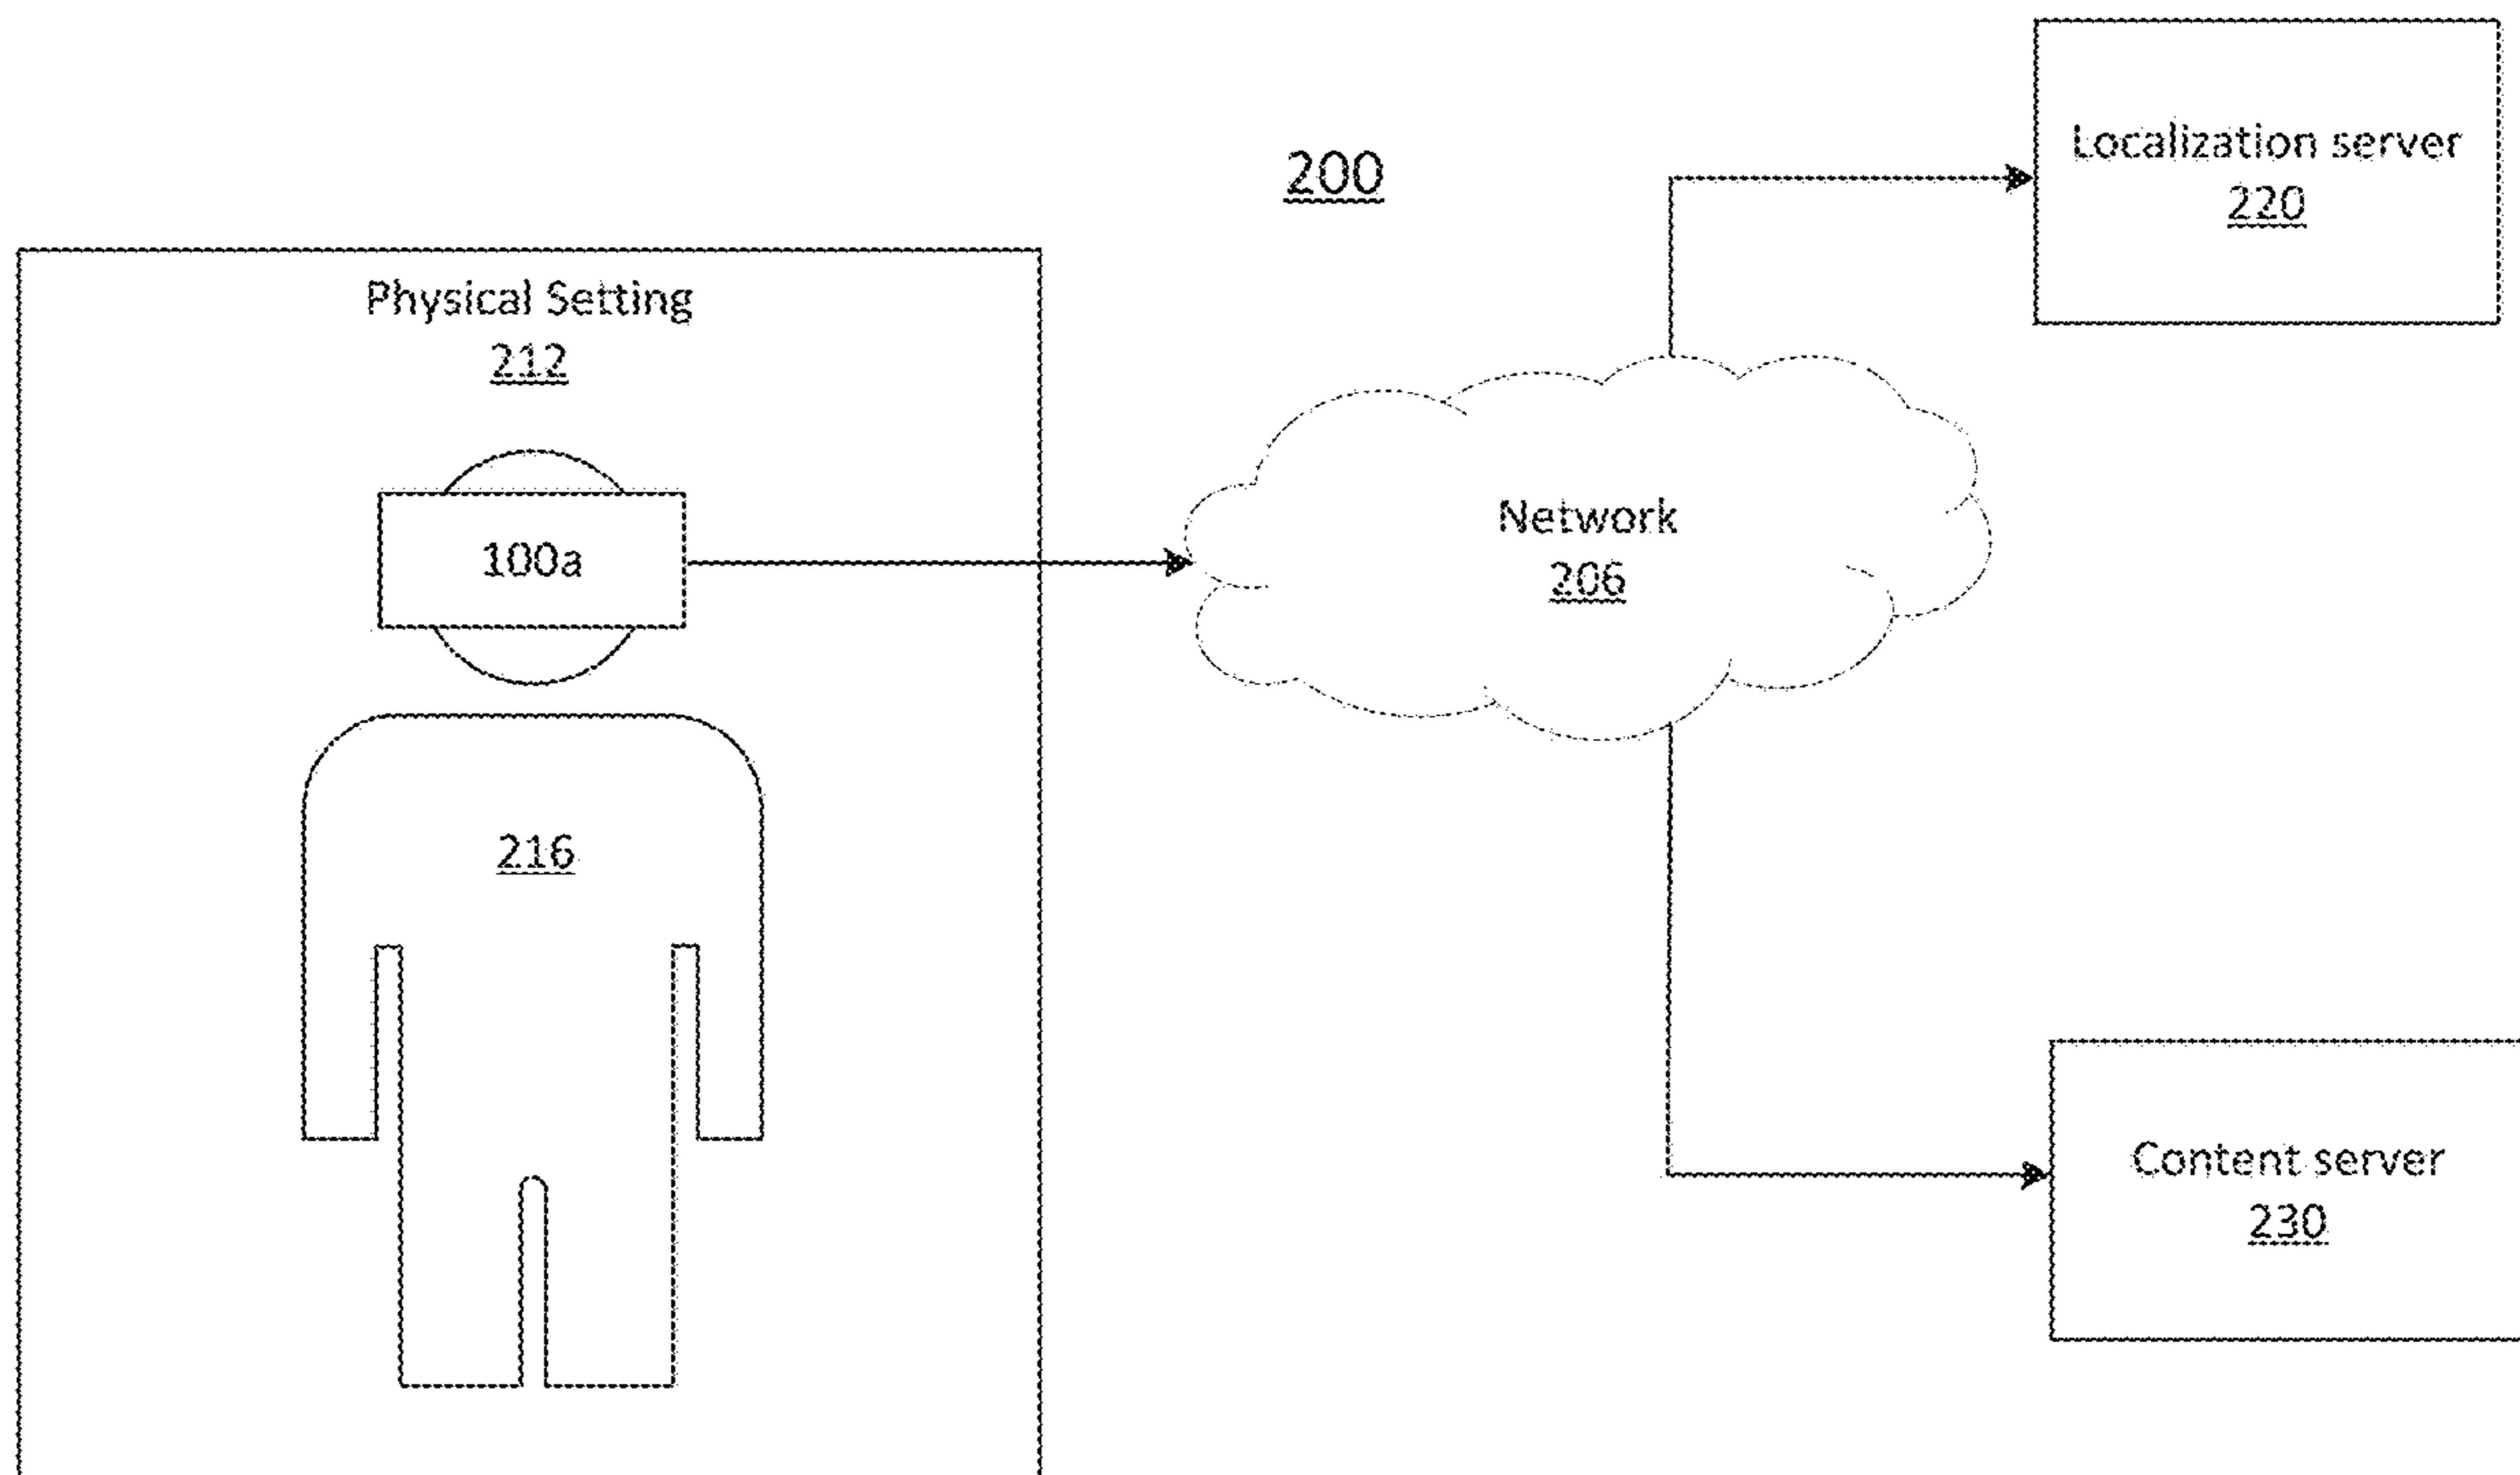 200
Localization server
220
Physical Setting
212
100a
Network
206
216
Content server
230